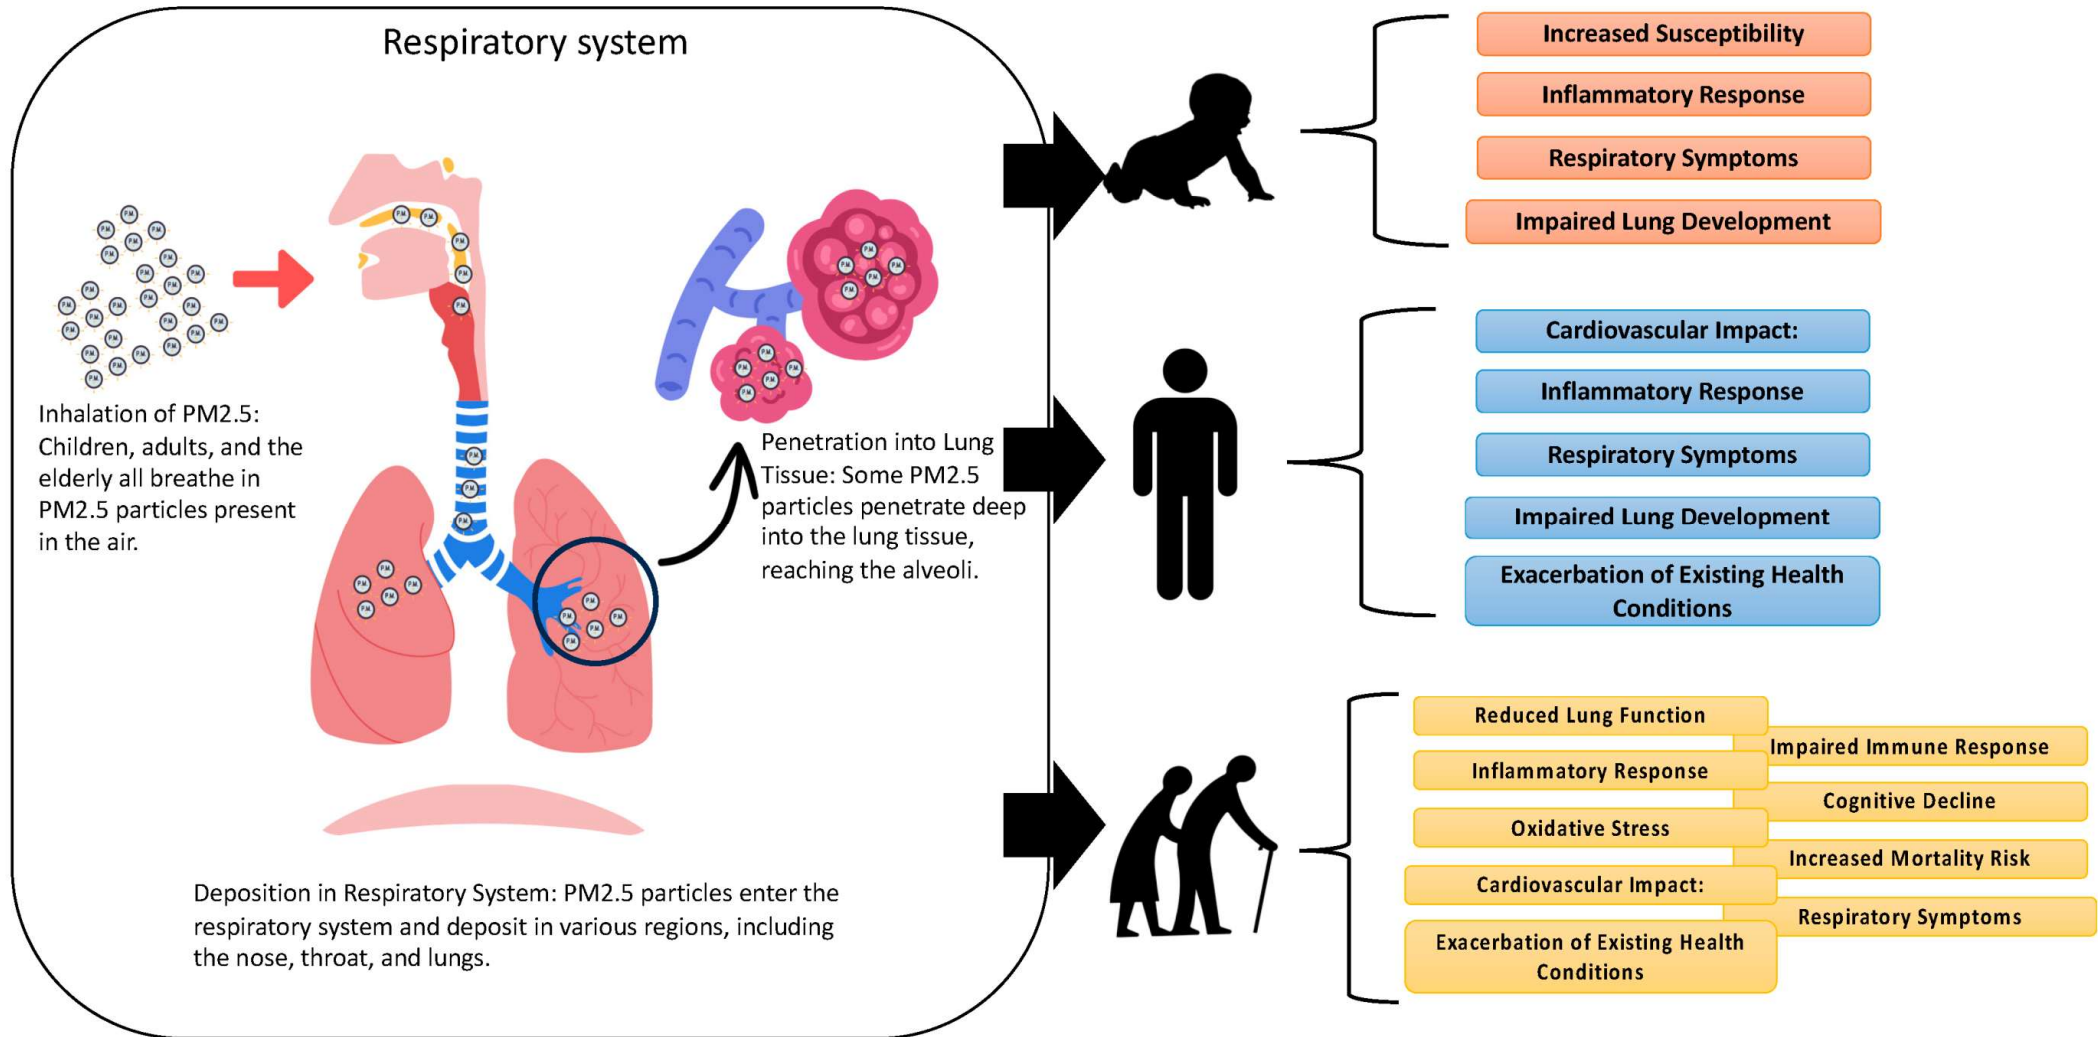 Respiratory system
Inhalation of PM2.5:
Children, adults, and the
elderly all breathe in
PM2.5 particles present
in the air.
Penetration into Lung
Tissue: Some PM2.5
particles penetrate deep
into the lung tissue,
reaching the alveoli.
Deposition in Respiratory System: PM2.5 particles enter the
respiratory system and deposit in various regions, including
the nose, throat, and lungs.
Increased Susceptibility
Inflammatory Response
Respiratory Symptoms
Impaired Lung Development
Cardiovascular Impact:
Inflammatory Response
Respiratory Symptoms
Impaired Lung Development
Exacerbation of Existing Health
Conditions
Reduced Lung Function
Impaired Immune Response
Inflammatory Response
Cognitive Decline
Oxidative Stress
Increased Mortality Risk
Cardiovascular Impact:
Respiratory Symptoms
Exacerbation of Existing Health
Conditions